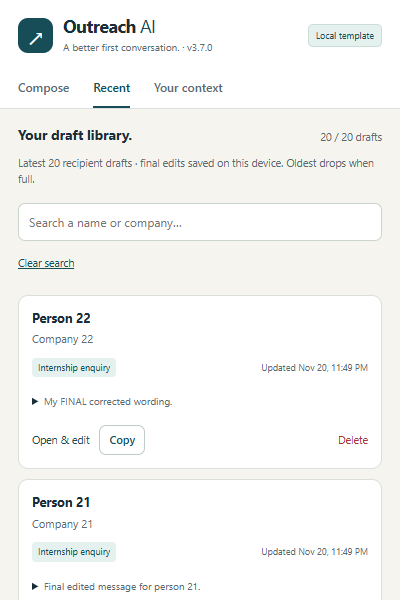 Outreach AI
A better first conversation. · v3.7.0
Local template
Compose
Recent
Your context
Your draft library.
20 / 20 drafts
Latest 20 recipient drafts · final edits saved on this device. Oldest drops when
full.
Search a name or company...
Clear search
Person 22
Company 22
Internship enquiry
Updated Nov 20, 11:49 PM
My FINAL corrected wording.
Open & edit
Copy
Delete
Person 21
Company 21
Internship enquiry
Updated Nov 20, 11:49 PM
Final edited message for person 21.